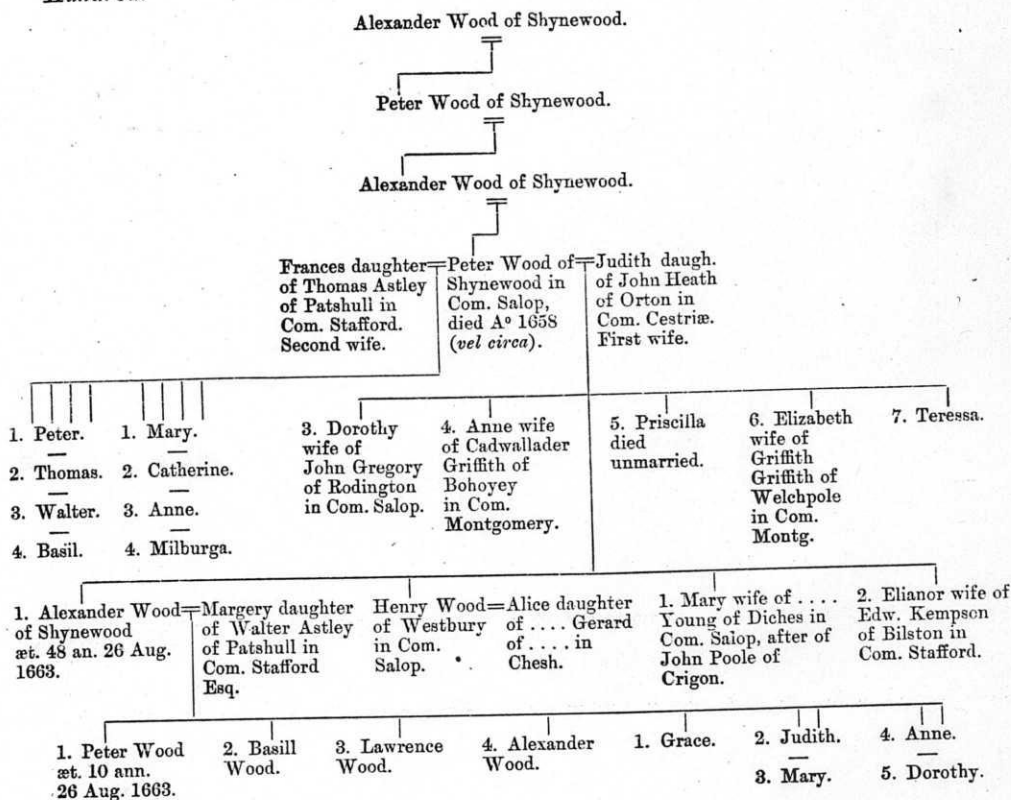 Alexander Wood of Shynewood.
Peter Wood of Shynewood.
Alexander Wood of Shynewood.
Frances daughter
of Thomas Astley
of Patshull in
Com. Stafford.
Second wife.
Peter Wood of
Shynewood in
Com. Salop,
died Aº 1658
(vel circa).
Judith daugh.
of John Heath
of Orton in
Com. Cestriæ.
First wife.
1. Peter.
—
2. Thomas.
—
3. Walter.
—
4. Basil.
1. Mary.
—
2. Catherine.
—
3. Anne.
—
4. Milburga.
3. Dorothy
wife of
John Gregory
of Rodington
in Com. Salop.
4. Anne wife
of Cadwallader
Griffith of
Bohoyey
in Com.
Montgomery.
5. Priscilla
died
unmarried.
6. Elizabeth
wife of
Griffith
Griffith of
Welchpole
in Com.
Montg.
7. Teressa.
1. Alexander Wood
of Shynewood
æt. 48 an. 26 Aug.
1663.
Margery daughter
of Walter Astley
of Patshull in
Com. Stafford
Esq.
Henry Wood
of Westbury
in Com.
Salop.
Alice daughter
of .... Gerard
of .... in
Chesh.
1. Mary wife of ....
Young of Diches in
Com. Salop, after of
John Poole of
Crigon.
2. Elianor wife of
Edw. Kempson
of Bilston in
Com. Stafford.
1. Peter Wood
æt. 10 ann.
26 Aug. 1663.
2. Basill
Wood.
3. Lawrence
Wood.
4. Alexander
Wood.
1. Grace.
2. Judith.
—
3. Mary.
4. Anne.
—
5. Dorothy.